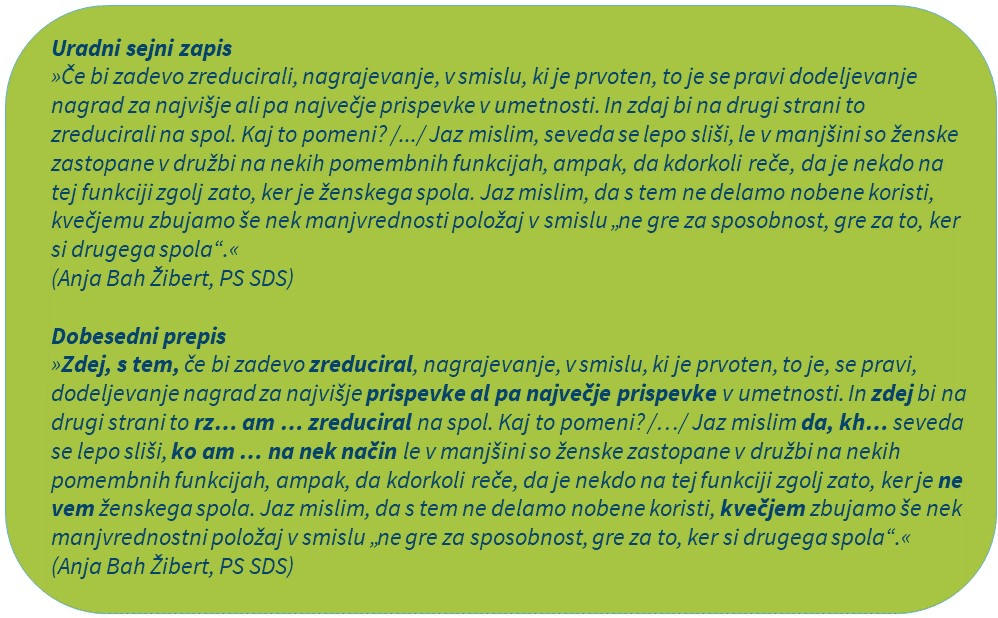 Uradni sejni zapis
»Če bi zadevo zreducirali, nagrajevanje, v smislu, ki je prvoten, to je se pravi dodeljevanje
nagrad za najvišje ali pa največje prispevke v umetnosti. In zdaj bi na drugi strani to
zreducirali na spol. Kaj to pomeni? /.../ Jaz mislim, seveda se lepo sliši, le v manjšini so ženske
zastopane v družbi na nekih pomembnih funkcijah, ampak, da kdorkoli reče, da je nekdo na
tej funkciji zgolj zato, ker je ženskega spola. Jaz mislim, da s tem ne delamo nobene koristi,
kvečjemu zbujamo še nek manjvrednosti položaj v smislu „ne gre za sposobnost, gre za to, ker
si drugega spola“.«
(Anja Bah Žibert, PS SDS)
Dobesedni prepis
»Zdej, s tem, če bi zadevo zreduciral, nagrajevanje, v smislu, ki je prvoten, to je, se pravi,
dodeljevanje nagrad za najvišje prispevke al pa največje prispevke v umetnosti. In zdej bi na
drugi strani to rz... am ... zreduciral na spol. Kaj to pomeni? /.../ Jaz mislim da, kh... seveda
se lepo sliši, ko am ... na nek način le v manjšini so ženske zastopane v družbi na nekih
pomembnih funkcijah, ampak, da kdorkoli reče, da je nekdo na tej funkciji zgolj zato, ker je ne
vem ženskega spola. Jaz mislim, da s tem ne delamo nobene koristi, kvečjem zbujamo še nek
manjvrednostni položaj v smislu „ne gre za sposobnost, gre za to, ker si drugega spola“.«
(Anja Bah Žibert, PS SDS)